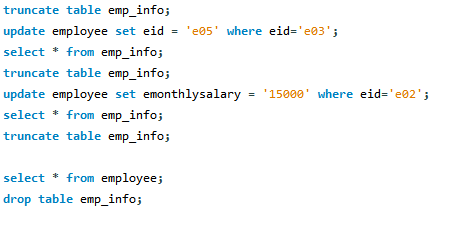 truncate table emp_info;
update employee set eid = 'e05' where eid='e03';
select * from emp_info;
truncate table emp_info;
update employee set emonthlysalary = '15000' where eid='e02';
select * from emp_info;
truncate table emp_info;
select * from employee;
drop table emp_info;